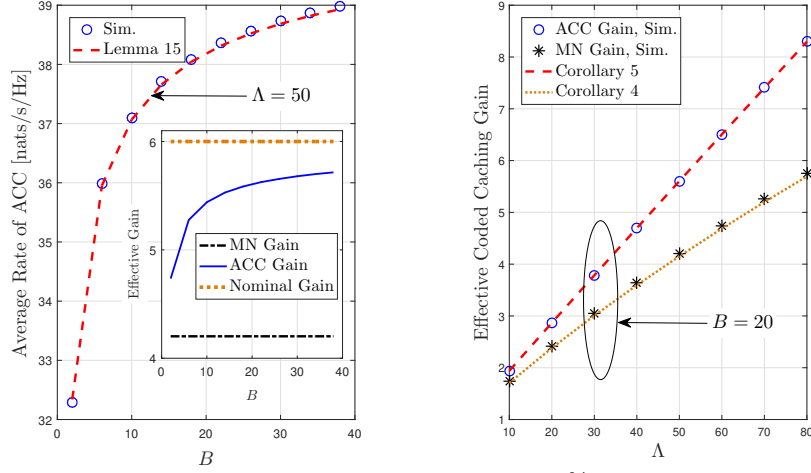 39
38
37
36
35
34
33
32
0
10
20
30
40
B
Average Rate of ACC [nats/s/Hz]
Sim.
Lemma 15
Λ = 50
6
5
4
0
10
20
30
40
B
Effective Gain
MN Gain
ACC Gain
Nominal Gain
9
8
7
6
5
4
3
2
1
10
20
30
40
50
60
70
80
Λ
Effective Coded Caching Gain
ACC Gain, Sim.
MN Gain, Sim.
Corollary 5
Corollary 4
B = 20